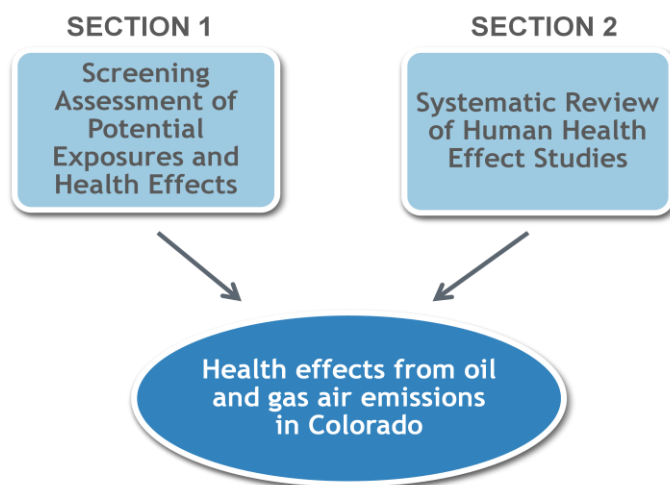 SECTION 1
Screening
Assessment of
Potential
Exposures and
Health Effects
SECTION 2
Systematic Review
of Human Health
Effect Studies
Health effects from oil
and gas air emissions
in Colorado